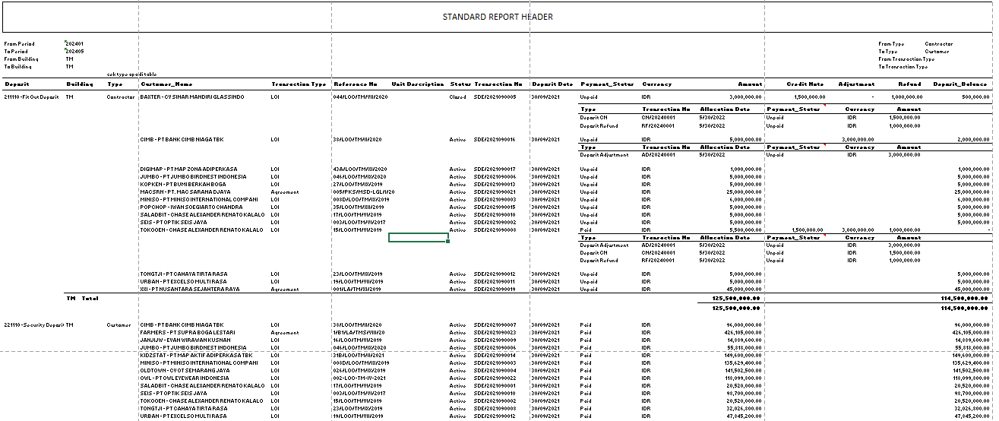 STANDARD REPORT HEADER
From Period 202401 From Type Contractor
To Period 202405 To Type Customer
From Building TM From Transaction Type
To Building TM To Transaction Type
cek type apa di table
Deposit Building Type Customer_Name Transaction Type Reference No Unit Description Status Transaction No Deposit Date Payment_Status Currency Amount Credit Note Adjustment Refund Deposit_Balance
211110 - Fit Out Deposit TM Contractor BAXTER - CV SINAR MANDIRI GLASSINDO LOI 044/LOO/TM/VII/2020 Closed SDE/2021090005 30/09/2021 Unpaid IDR 3,000,000.00 1,500,000.00 - 1,000,000.00 500,000.00
Type Transaction No Allocation Date Payment_Status Currency Amount
Deposit CN CN/20240001 5/30/2022 Unpaid IDR 1,500,000.00
Deposit Refund RF/20240001 5/30/2022 Unpaid IDR 1,000,000.00
CIMB - PT BANK CIMB NIAGA TBK LOI 38/LOO/TM/II/2020 Active SDE/2021090016 30/09/2021 Unpaid IDR 5,000,000.00 3,000,000.00 2,000,000.00
Type Transaction No Allocation Date Payment_Status Currency Amount
Deposit Adjustment AD/20240001 5/30/2022 Unpaid IDR 3,000,000.00
DIGIMAP - PT MAP ZONA ADIPERKASA LOI 43A/LOO/TM/IX/2020 Active SDE/2021090017 30/09/2021 Unpaid IDR 1,000,000.00 1,000,000.00
JUMBO - PT JUMBO BIRDNEST INDONESIA LOI 046/LOO/TM/IX/2020 Active SDE/2021090006 30/09/2021 Unpaid IDR 5,000,000.00 5,000,000.00
KOPKEN - PT BUMI BERKAH BOGA LOI 27/LOO/TM/IX/2019 Active SDE/2021090013 30/09/2021 Unpaid IDR 5,000,000.00 5,000,000.00
MACSRN - PT. MAC SARANA DJAYA Agreement 005/PKS/MSD-LGL/I/20 Active SDE/2021090021 30/09/2021 Unpaid IDR 25,000,000.00 25,000,000.00
MINISO - PT MINISO INTERNATIONAL COMPANI LOI 008D/LOO/TM/IX/2019 Active SDE/2021090003 30/09/2021 Unpaid IDR 6,000,000.00 6,000,000.00
POPCHOP - IWAN SOEGIARTO CHANDRA LOI 35/LOO/TM/XII/2019 Active SDE/2021090015 30/09/2021 Unpaid IDR 5,000,000.00 5,000,000.00
SALADBIT - CHASE ALEXANDER RENATO KALALO LOI 17/LOO/TM/VI/2019 Active SDE/2021090010 30/09/2021 Unpaid IDR 5,000,000.00 5,000,000.00
SEIS - PT OPTIK SEIS JAYA LOI 003/LOO/TM/VI/2017 Active SDE/2021090002 30/09/2021 Unpaid IDR 5,000,000.00 5,000,000.00
TOKOOEN - CHASE ALEXANDER RENATO KALALO LOI 15/LOO/TM/VI/2019 Active SDE/2021090008 30/09/2021 Paid IDR 5,500,000.00 1,500,000.00 3,000,000.00 1,000,000.00 -
Type Transaction No Allocation Date Payment_Status Currency Amount
Deposit Adjustment AD/20240001 5/30/2022 Unpaid IDR 3,000,000.00
Deposit CN CN/20240001 5/30/2022 Unpaid IDR 1,500,000.00
Deposit Refund RF/20240001 5/30/2022 Unpaid IDR 1,000,000.00
TONGTJI - PT CAHAYA TIRTA RASA LOI 23/LOO/TM/IX/2019 Active SDE/2021090012 30/09/2021 Unpaid IDR 5,000,000.00 5,000,000.00
URBAN - PT EXCELSO MULTI RASA LOI 19/LOO/TM/VI/2019 Active SDE/2021090011 30/09/2021 Unpaid IDR 5,000,000.00 5,000,000.00
XXI - PT NUSANTARA SEJAHTERA RAYA Agreement 001/LA/TM/XI/2019 Active SDE/2021090019 30/09/2021 Unpaid IDR 45,000,000.00 45,000,000.00
TM Total 125,500,000.00 114,500,000.00
125,500,000.00 114,500,000.00
221110 - Security Deposit TM Customer CIMB - PT BANK CIMB NIAGA TBK LOI 38/LOO/TM/II/2020 Active SDE/2021090007 30/09/2021 Paid IDR 96,000,000.00 96,000,000.00
FARMERS - PT SUPRA BOGA LESTARI Agreement 1/B1/LA/TMS/VIII/20 Active SDE/2021090023 30/09/2021 Paid IDR 426,105,000.00 426,105,000.00
JANJIJW - EVAN WIRAWAN KUSNAN LOI 16/LOO/TM/VI/2019 Active SDE/2021090009 30/09/2021 Paid IDR 14,889,600.00 14,889,600.00
JUMBO - PT JUMBO BIRDNEST INDONESIA LOI 046/LOO/TM/IX/2020 Active SDE/2021090006 30/09/2021 Paid IDR 55,818,000.00 55,818,000.00
KIDZSTAT - PT MAP AKTIF ADIPERKASA TBK LOI 31B/LOO/TM/II/2021 Active SDE/2021090014 30/09/2021 Paid IDR 149,600,000.00 149,600,000.00
MINISO - PT MINISO INTERNATIONAL COMPANI LOI 008D/LOO/TM/IX/2019 Active SDE/2021090003 30/09/2021 Paid IDR 135,629,400.00 135,629,400.00
OLDTOWN - CV OT SEMARANG JAYA LOI 026/LOO/TM/IX/2019 Active SDE/2021090004 30/09/2021 Paid IDR 141,502,500.00 141,502,500.00
OWL - PT OWL EYEWEAR INDONESIA LOI 002-LOO-TM-IV-2021 Active SDE/2021090022 30/09/2021 Paid IDR 118,099,800.00 118,099,800.00
SALADBIT - CHASE ALEXANDER RENATO KALALO LOI 17/LOO/TM/VI/2019 Active SDE/2021090001 30/09/2021 Paid IDR 20,520,000.00 20,520,000.00
SEIS - PT OPTIK SEIS JAYA LOI 003/LOO/TM/VI/2017 Active SDE/2021090010 30/09/2021 Paid IDR 98,700,000.00 98,700,000.00
TOKOOEN - CHASE ALEXANDER RENATO KALALO LOI 15/LOO/TM/VI/2019 Active SDE/2021090002 30/09/2021 Paid IDR 20,520,000.00 20,520,000.00
TONGTJI - PT CAHAYA TIRTA RASA LOI 23/LOO/TM/IX/2019 Active SDE/2021090008 30/09/2021 Paid IDR 32,026,800.00 32,026,800.00
URBAN - PT EXCELSO MULTI RASA LOI 19/LOO/TM/VI/2019 Active SDE/2021090012 30/09/2021 Paid IDR 47,845,200.00 47,845,200.00